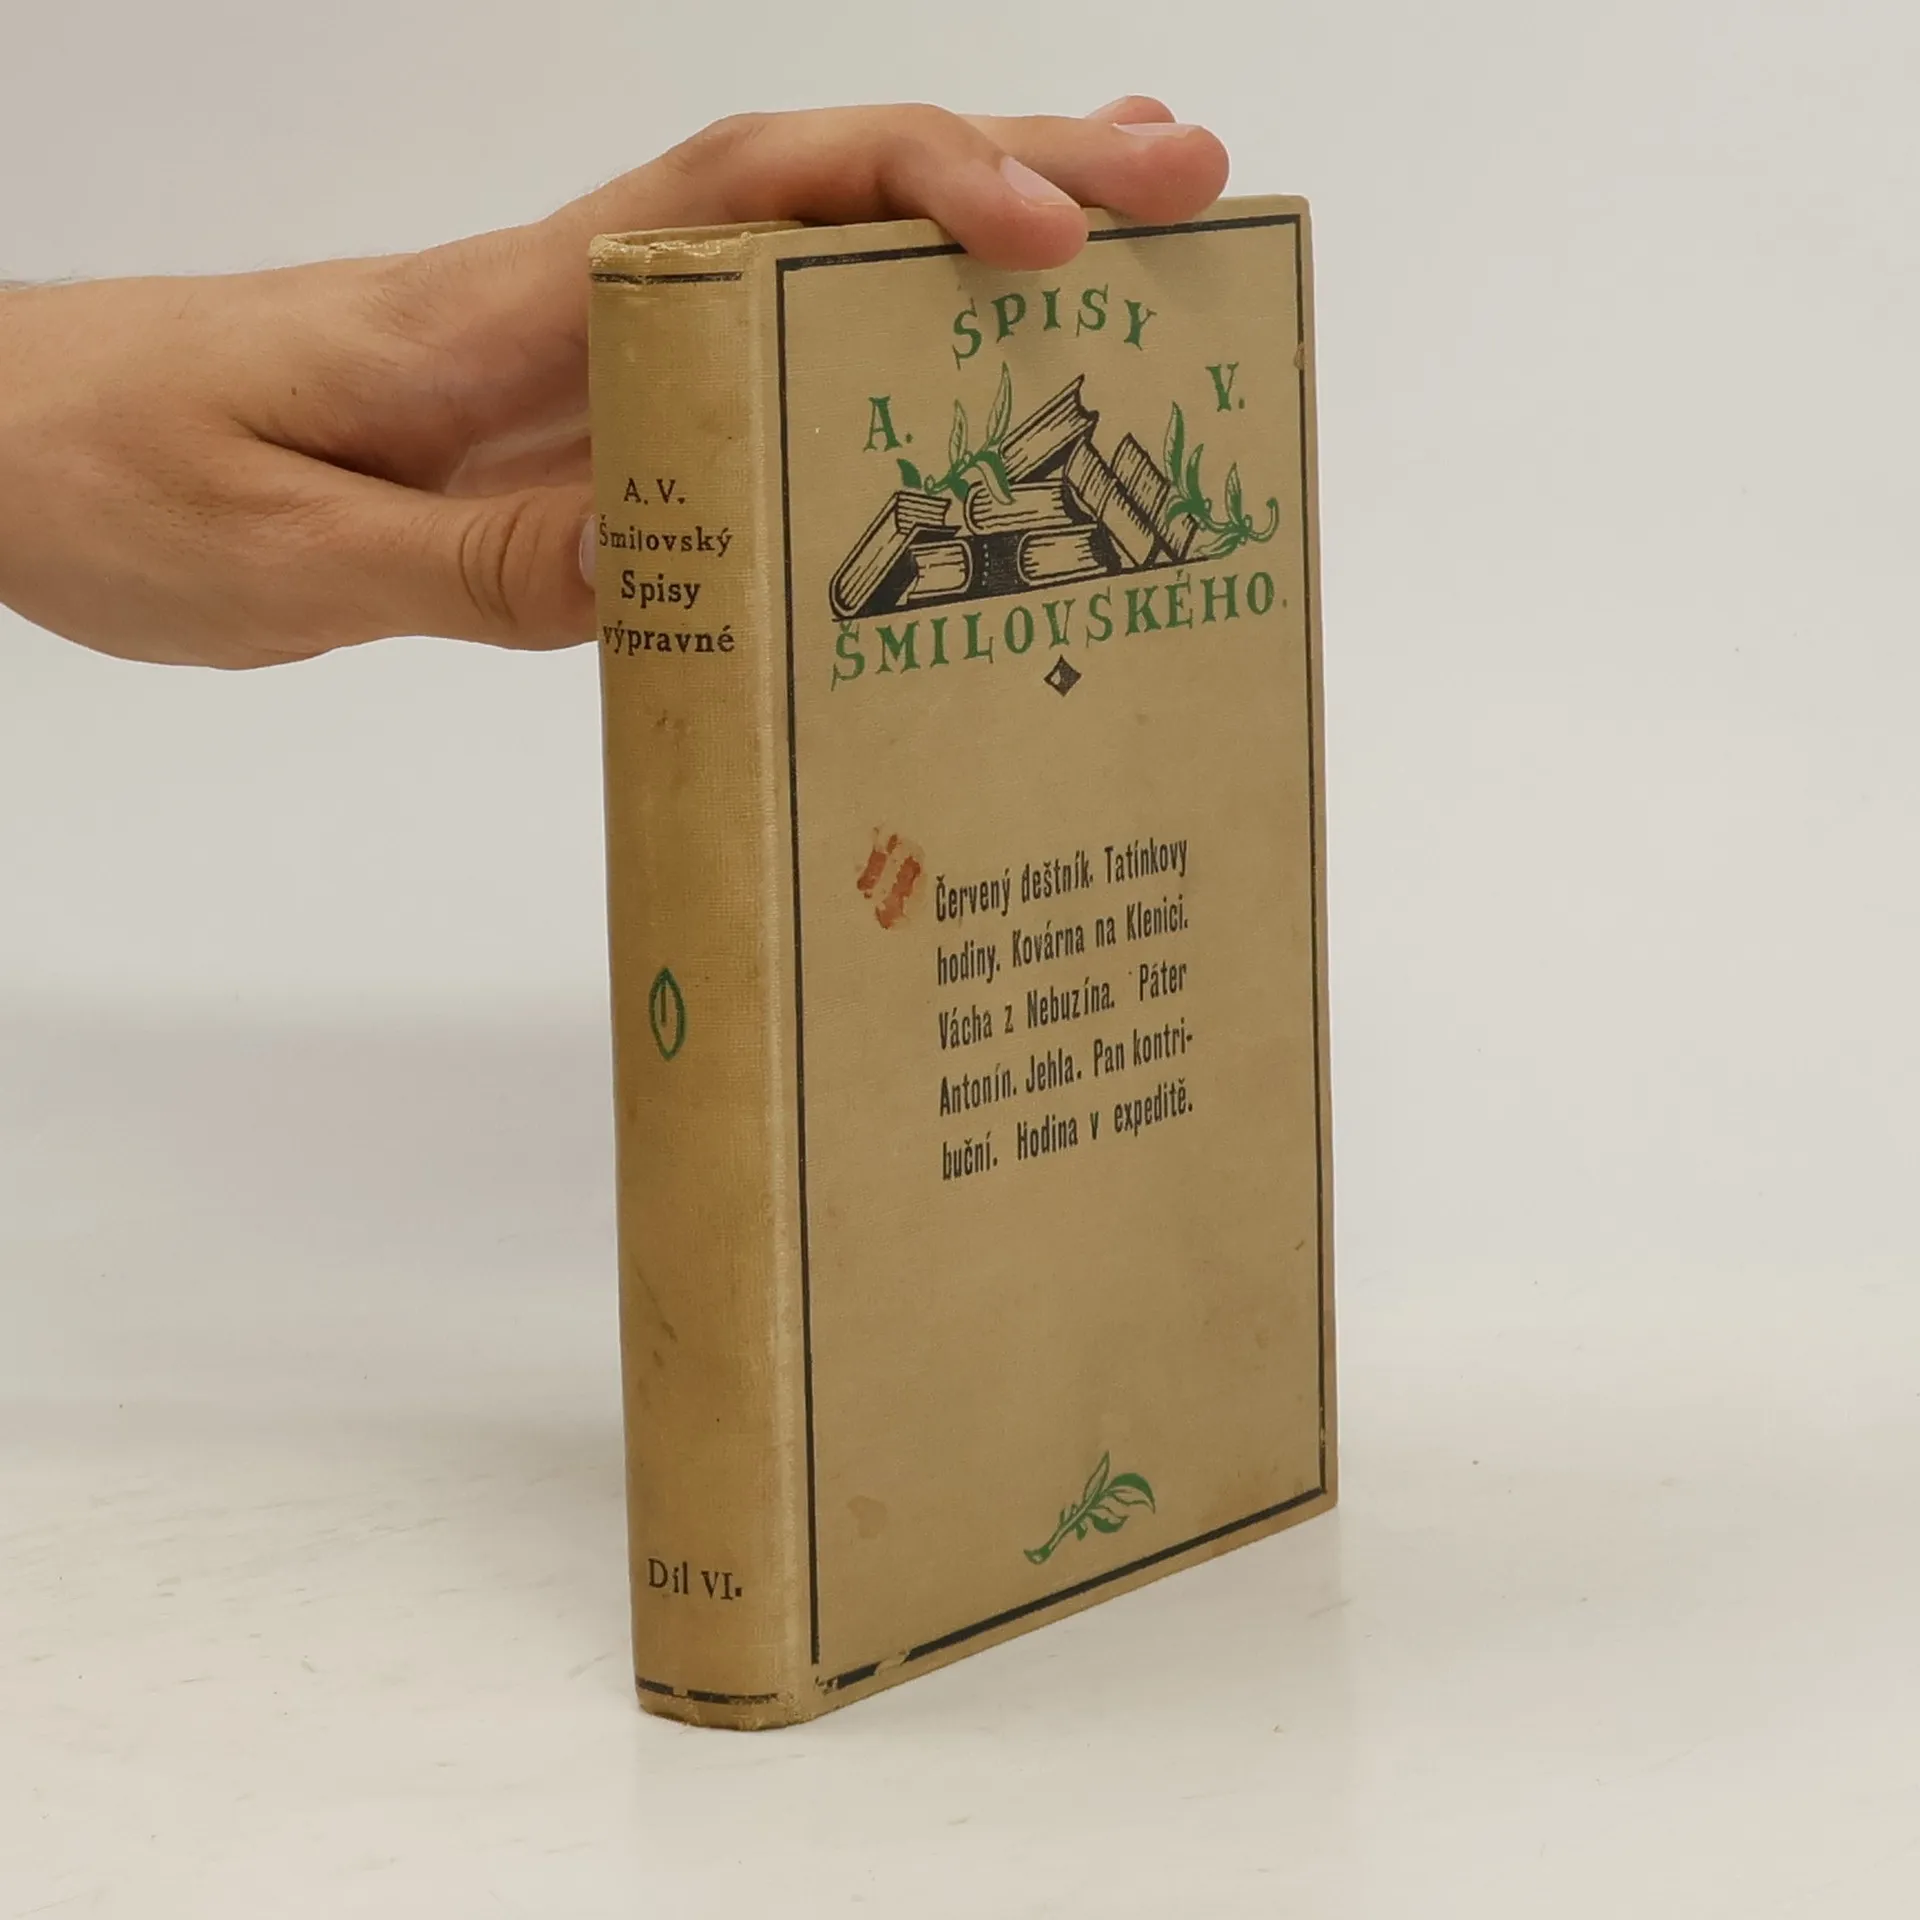 A. V.
Šmilovský
Spisy
výpravné
Díl VI.
SPISY
A. V.
ŠMILOVSKÉHO.
Červený deštník. Tatínkovy
hodiny. Kovárna na Klenici.
Vácha z Nebuzína. Páter
Antonín. Jehla. Pan kontri-
buční. Hodina v expeditě.